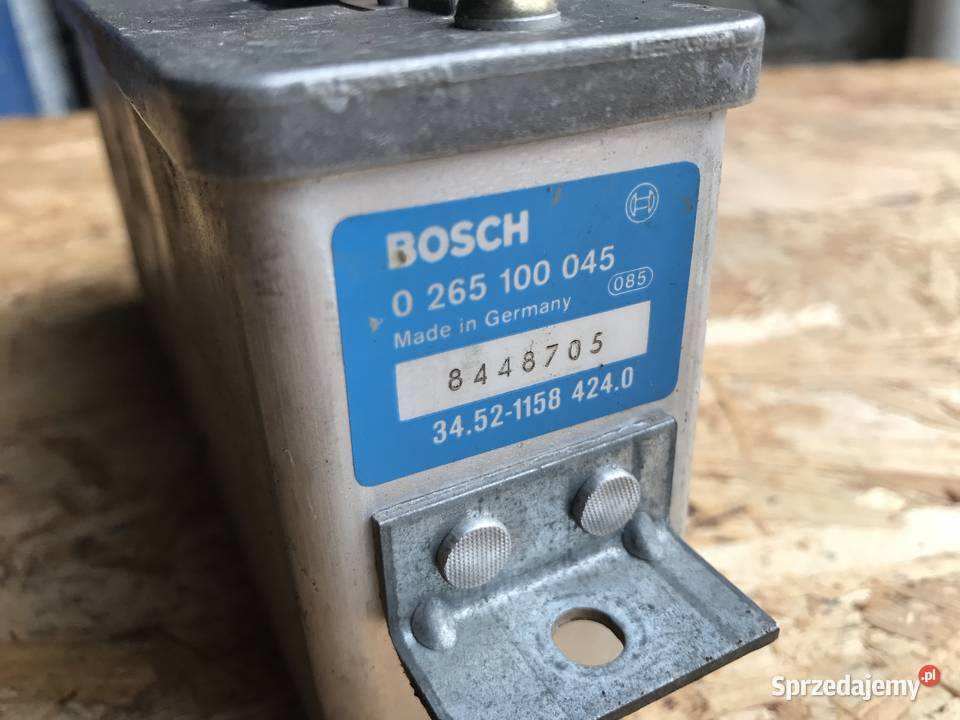 BOSCH
0 265 100 045
Made in Germany 085
8448705
34.52-1158 424.0
Sprzedajemy.pl